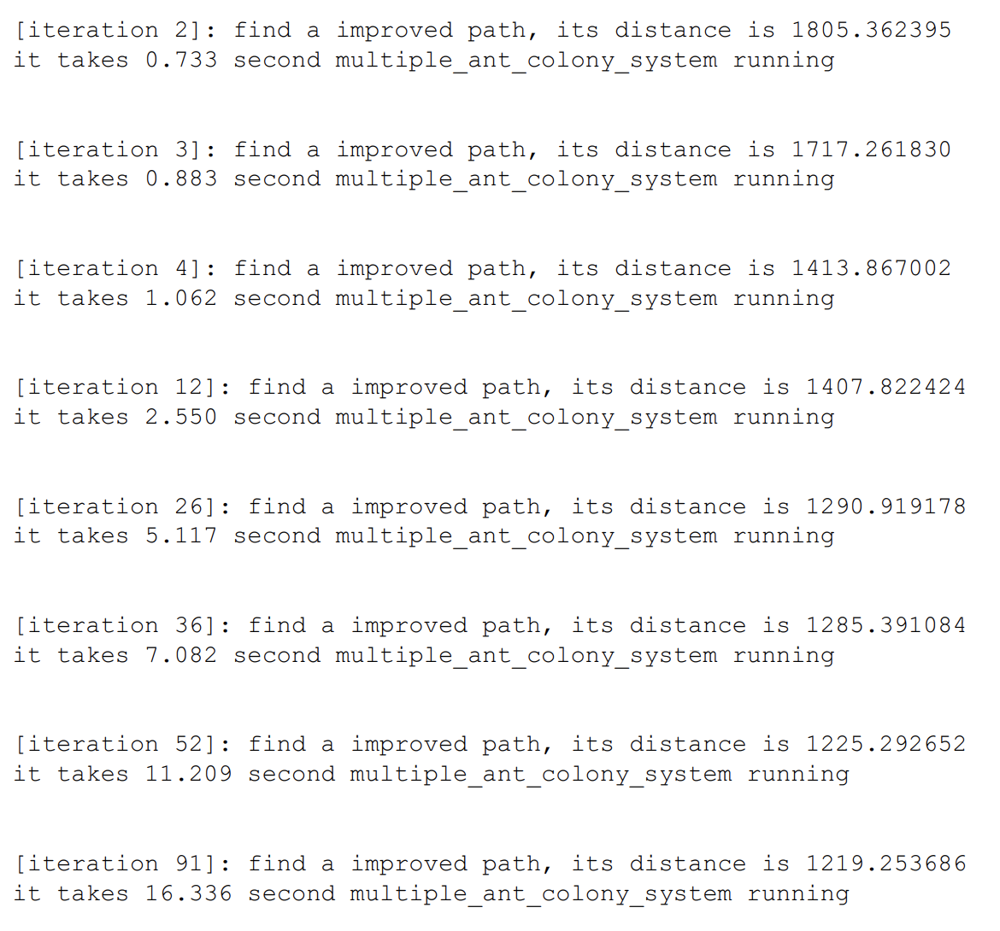 [iteration 2]: find a improved path, its distance is 1805.362395
it takes 0.733 second multiple_ant_colony_system running
[iteration 3]: find a improved path, its distance is 1717.261830
it takes 0.883 second multiple_ant_colony_system running
[iteration 4]: find a improved path, its distance is 1413.867002
it takes 1.062 second multiple_ant_colony_system running
[iteration 12]: find a improved path, its distance is 1407.822424
it takes 2.550 second multiple_ant_colony_system running
[iteration 26]: find a improved path, its distance is 1290.919178
it takes 5.117 second multiple_ant_colony_system running
[iteration 36]: find a improved path, its distance is 1285.391084
it takes 7.082 second multiple_ant_colony_system running
[iteration 52]: find a improved path, its distance is 1225.292652
it takes 11.209 second multiple_ant_colony_system running
[iteration 91]: find a improved path, its distance is 1219.253686
it takes 16.336 second multiple_ant_colony_system running